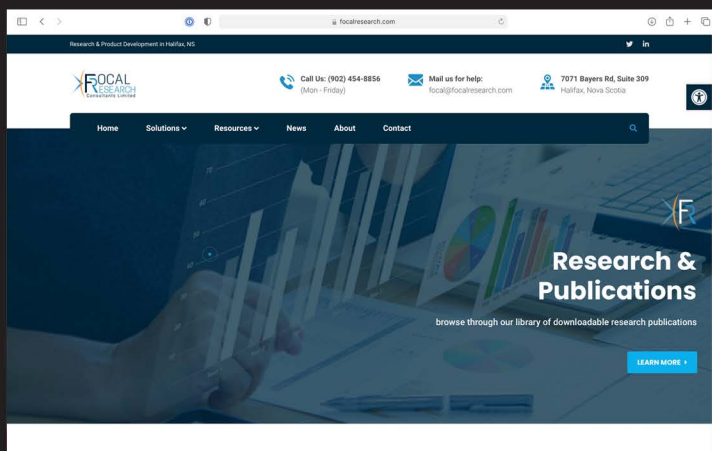 focalresearch.com
Research & Product Development in Halifax, NS
in
FOCAL
RESEARCH
Consultants Limited
Call Us: (902) 454-8856
(Mon - Friday)
Mail us for help:
focal@focalresearch.com
7071 Bayers Rd, Suite 309
Halifax, Nova Scotia
Home Solutions Resources News About Contact
FR
Research &
Publications
browse through our library of downloadable research publications
LEARN MORE